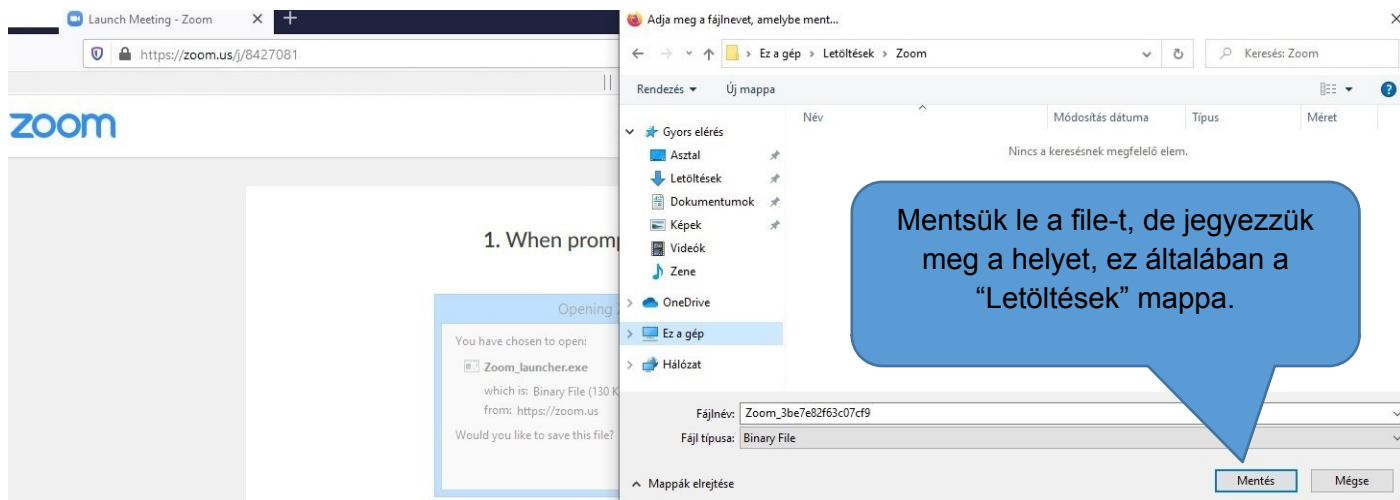 Launch Meeting - Zoom
https://zoom.us/j/8427081
zoom
1. When promp
Opening
You have chosen to open:
Zoom_launcher.exe
which is: Binary File (130 K
from: https://zoom.us
Would you like to save this file?
Adja meg a fájlnevet, amelybe ment...
Ez a gép > Letöltések > Zoom
Keresés: Zoom
Rendezés
Új mappa
Név
Módosítás dátuma
Típus
Méret
Nincs a keresésnek megfelelő elem.
Gyors elérés
Asztal
Letöltések
Dokumentumok
Képek
Videók
Zene
OneDrive
Ez a gép
Hálózat
Mentsük le a file-t, de jegyezzük
meg a helyet, ez általában a
“Letöltések” mappa.
Fájlnév: Zoom_3be7e82f63c07cf9
Fájl típusa: Binary File
Mappák elrejtése
Mentés
Mégse